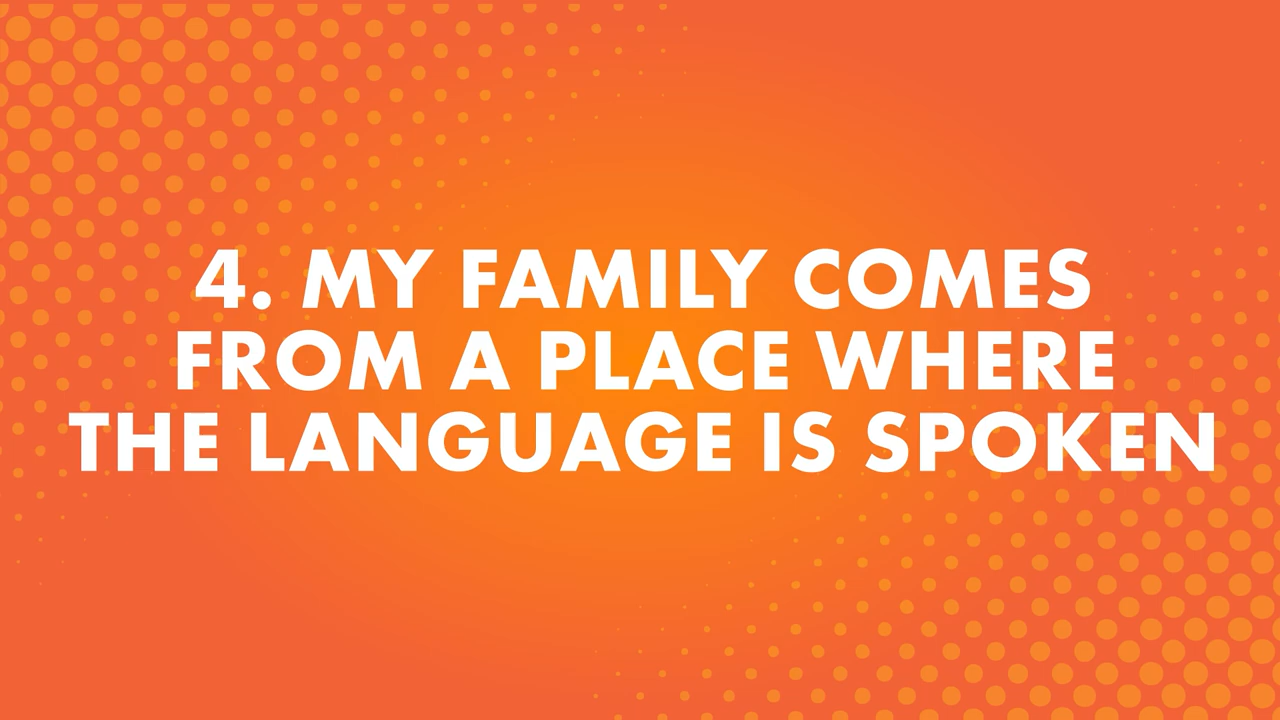 4. MY FAMILY COMES
FROM A PLACE WHERE
THE LANGUAGE IS SPOKEN